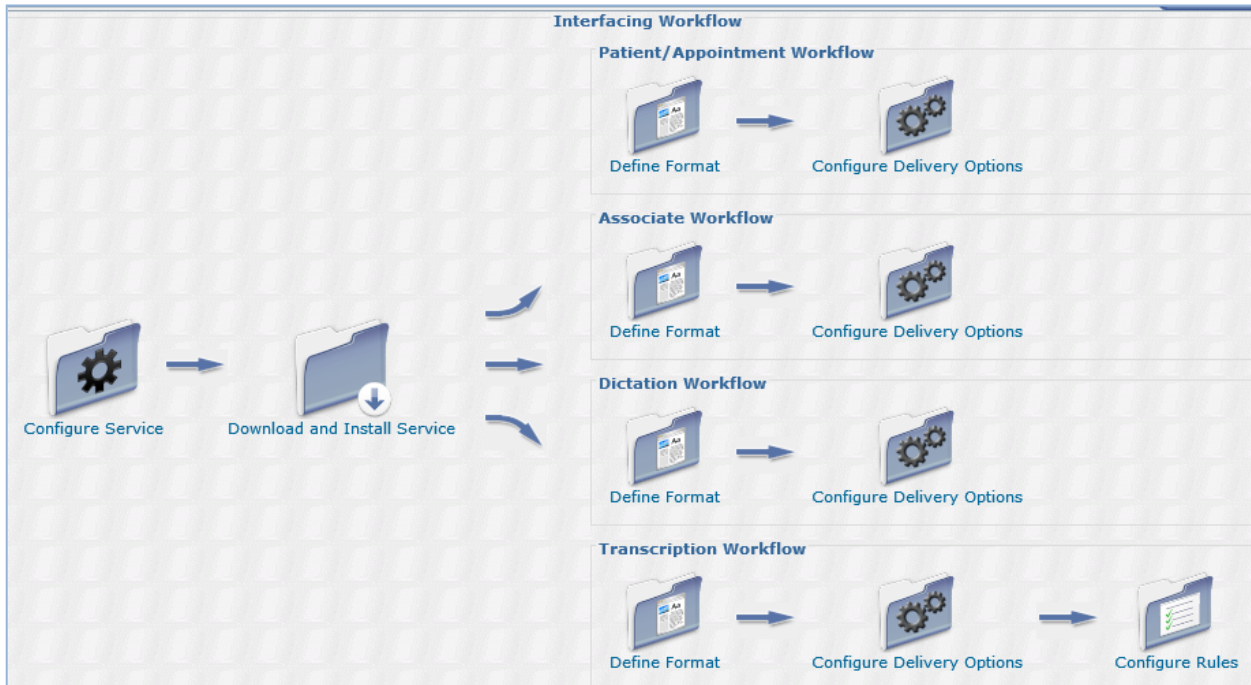 Interfacing Workflow
Patient/Appointment Workflow
Define Format
Configure Delivery Options
Associate Workflow
Define Format
Configure Delivery Options
Configure Service
Download and Install Service
Dictation Workflow
Define Format
Configure Delivery Options
Transcription Workflow
Define Format
Configure Delivery Options
Configure Rules